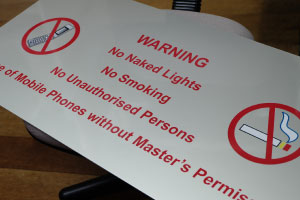 WARNING
No Naked Lights
No Smoking
No Unauthorised Persons
of Mobile Phones without Master's